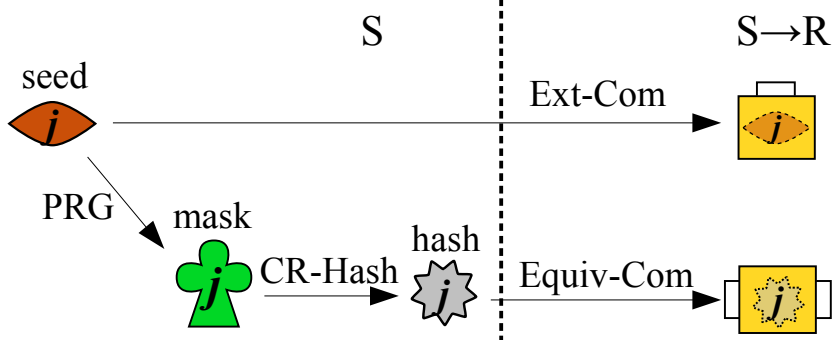 S
S→R
seed
Ext-Com
j
j
PRG
mask
hash
CR-Hash
Equiv-Com
j
j
j